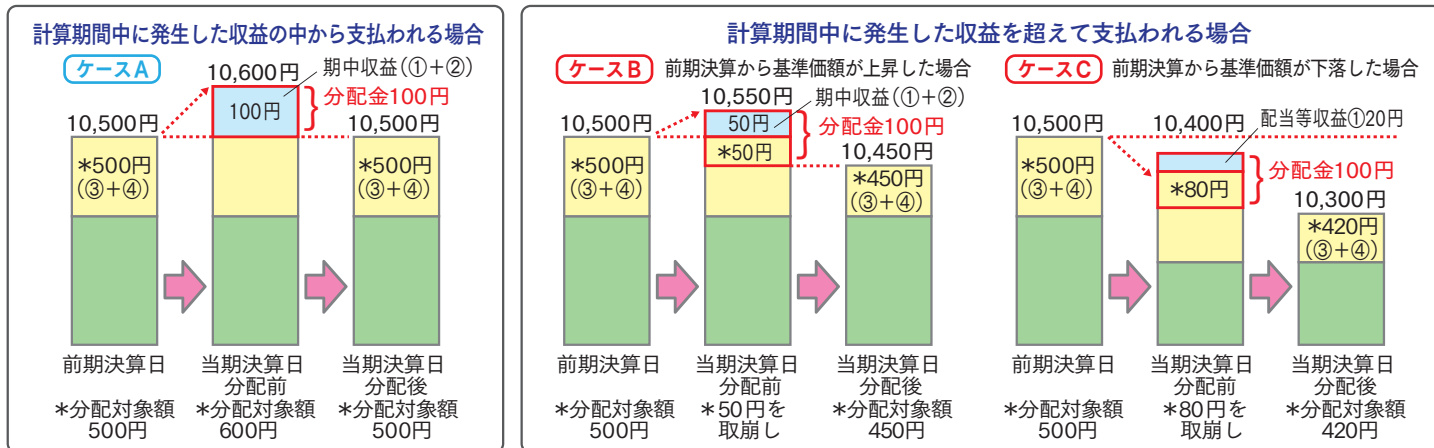 計算期間中に発生した収益の中から支払われる場合
ケースA
10,600円
期中収益(①+②)
分配金100円
100円
10,500円
10,500円
*500円
(③+④)
*500円
(③+④)
前期決算日
当期決算日
分配前
当期決算日
分配後
*分配対象額
500円
*分配対象額
600円
*分配対象額
500円
計算期間中に発生した収益を超えて支払われる場合
ケースB
前期決算から基準価額が上昇した場合
10,550円
期中収益(①+②)
10,500円
50円
分配金100円
*50円
10,450円
*500円
(③+④)
*450円
(③+④)
前期決算日
当期決算日
分配前
当期決算日
分配後
*分配対象額
500円
*50円を
取崩し
*分配対象額
450円
ケースC
前期決算から基準価額が下落した場合
配当等収益①20円
10,500円
10,400円
*500円
(③+④)
分配金100円
*80円
10,300円
*420円
(③+④)
前期決算日
当期決算日
分配前
当期決算日
分配後
*分配対象額
500円
*80円を
取崩し
*分配対象額
420円